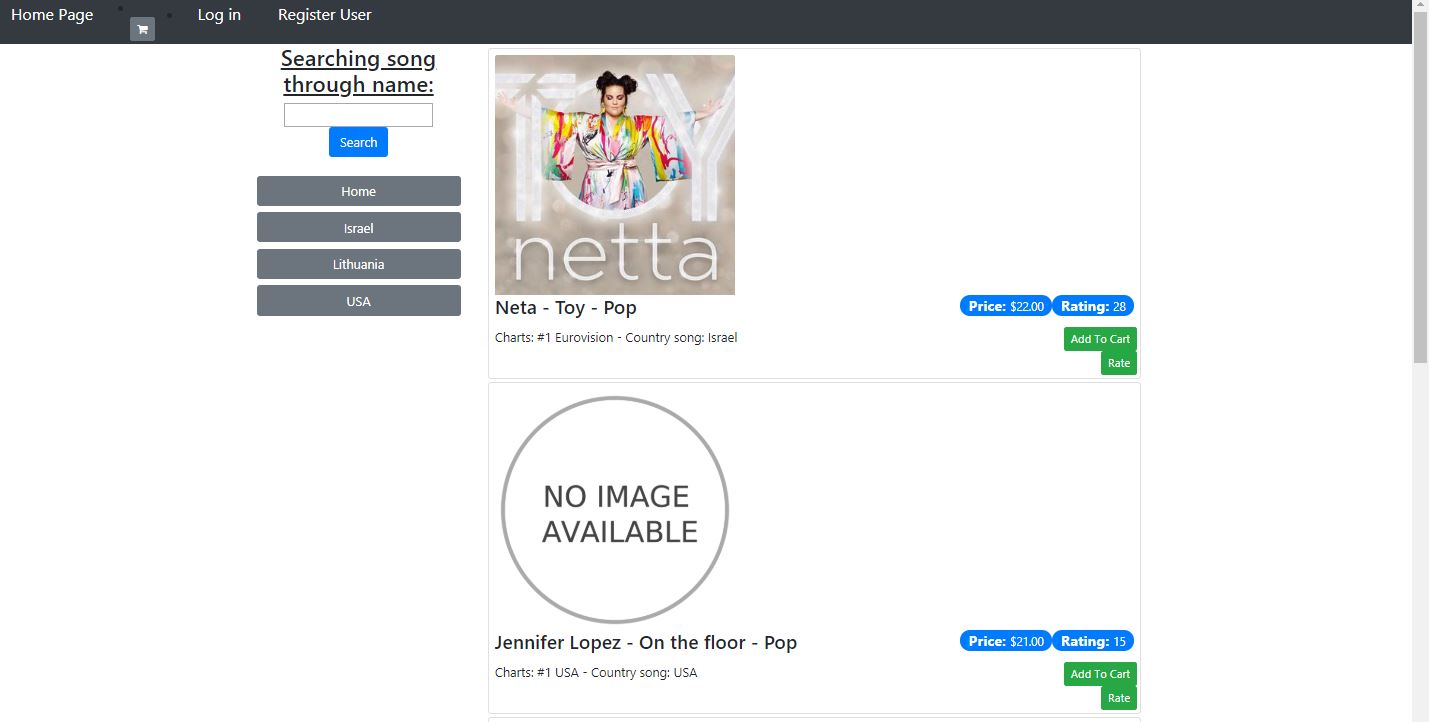 Home Page
Log in
Register User
Searching song
through name:
Search
Home
Israel
Lithuania
USA
TOY
netta
Neta - Toy - Pop
Price: $22.00 Rating: 28
Charts: #1 Eurovision - Country song: Israel
Add To Cart
Rate
NO IMAGE
AVAILABLE
Jennifer Lopez - On the floor - Pop
Price: $21.00 Rating: 15
Charts: #1 USA - Country song: USA
Add To Cart
Rate